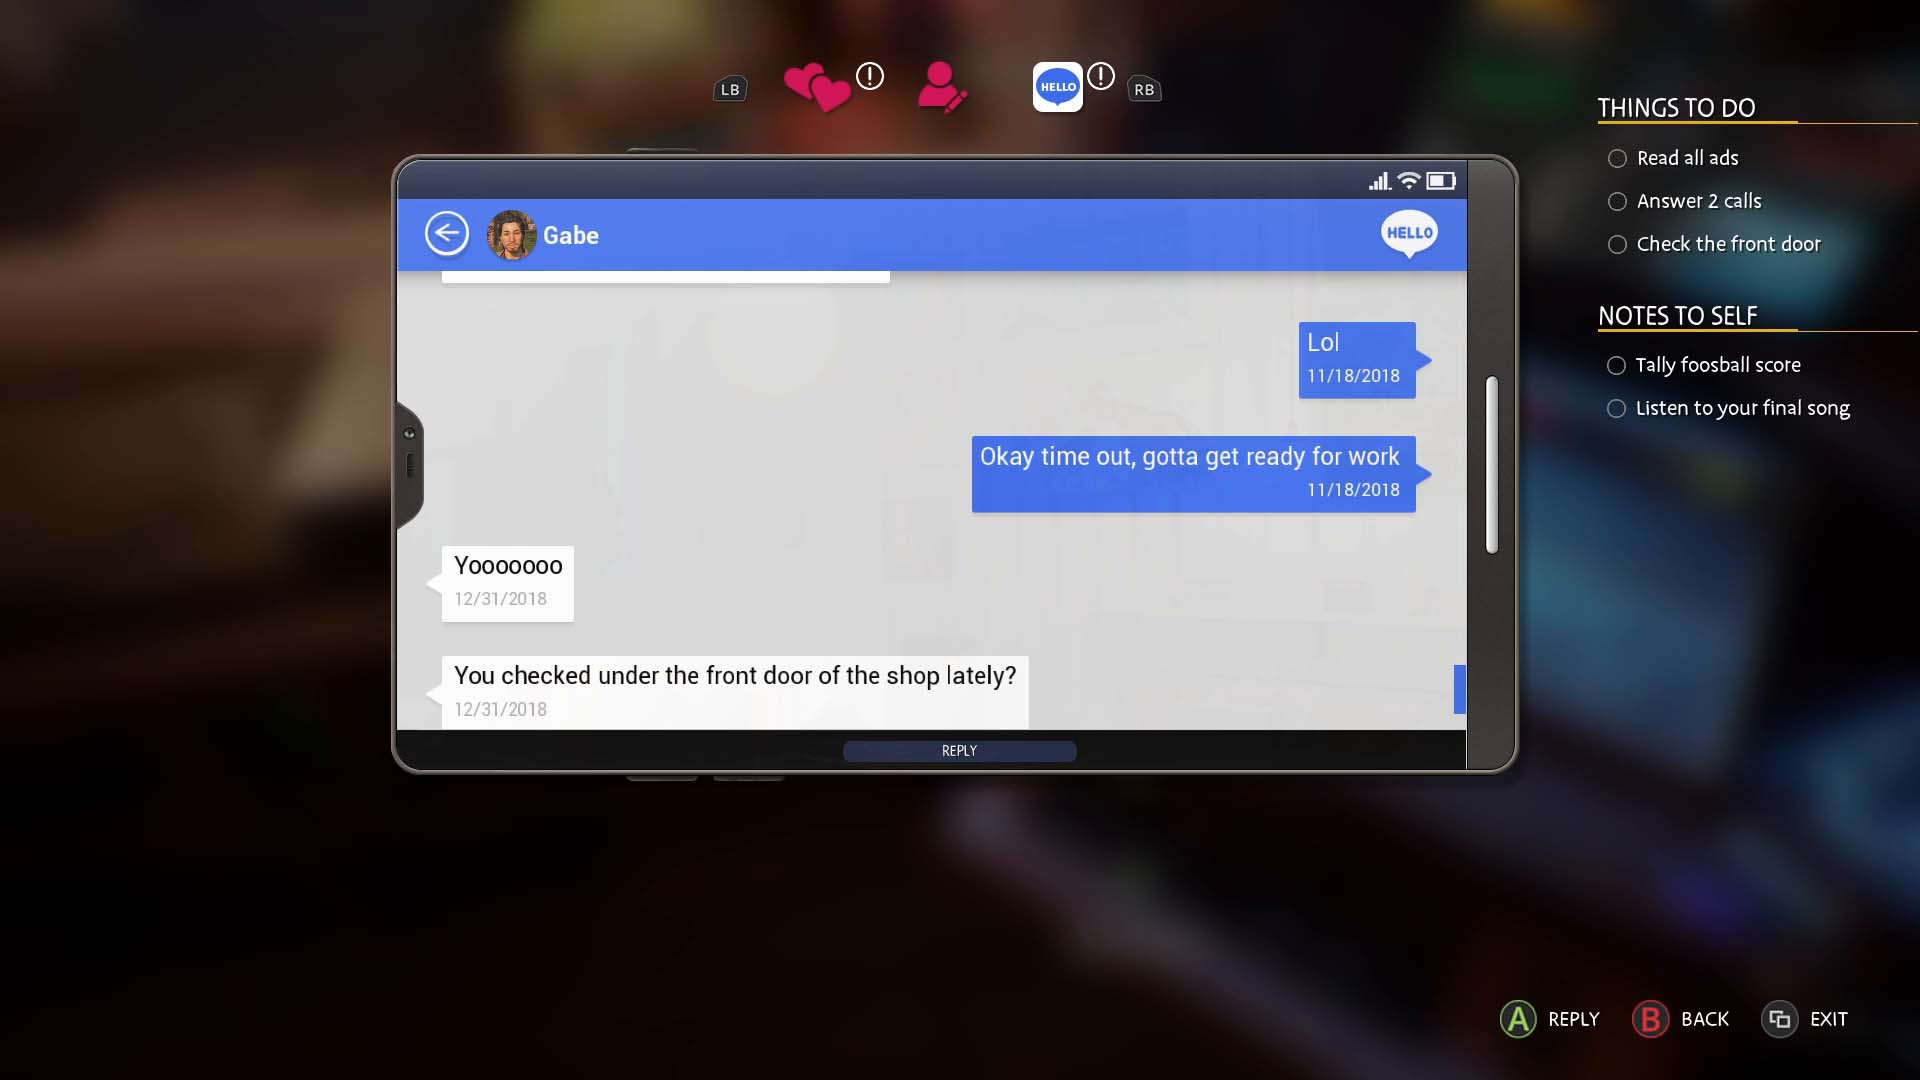 LB
HELLO
RB
THINGS TO DO
Read all ads
Answer 2 calls
Check the front door
NOTES TO SELF
Tally foosball score
Listen to your final song
Gabe
HELLO
Lol
11/18/2018
Okay time out, gotta get ready for work
11/18/2018
Yooooooo
12/31/2018
You checked under the front door of the shop lately?
12/31/2018
REPLY
A REPLY
B BACK
EXIT